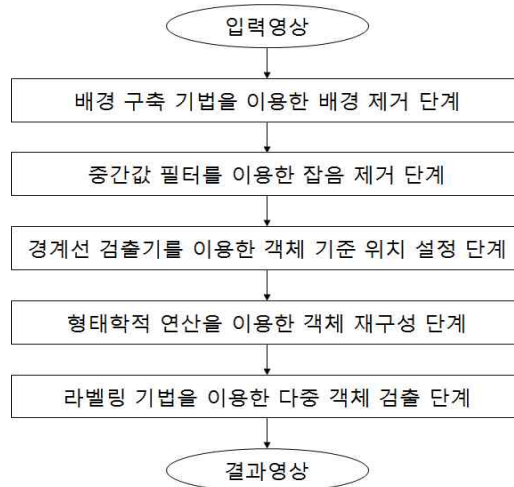 입력영상
배경 구축 기법을 이용한 배경 제거 단계
중간값 필터를 이용한 잡음 제거 단계
경계선 검출기를 이용한 객체 기준 위치 설정 단계
형태학적 연산을 이용한 객체 재구성 단계
라벨링 기법을 이용한 다중 객체 검출 단계
결과영상